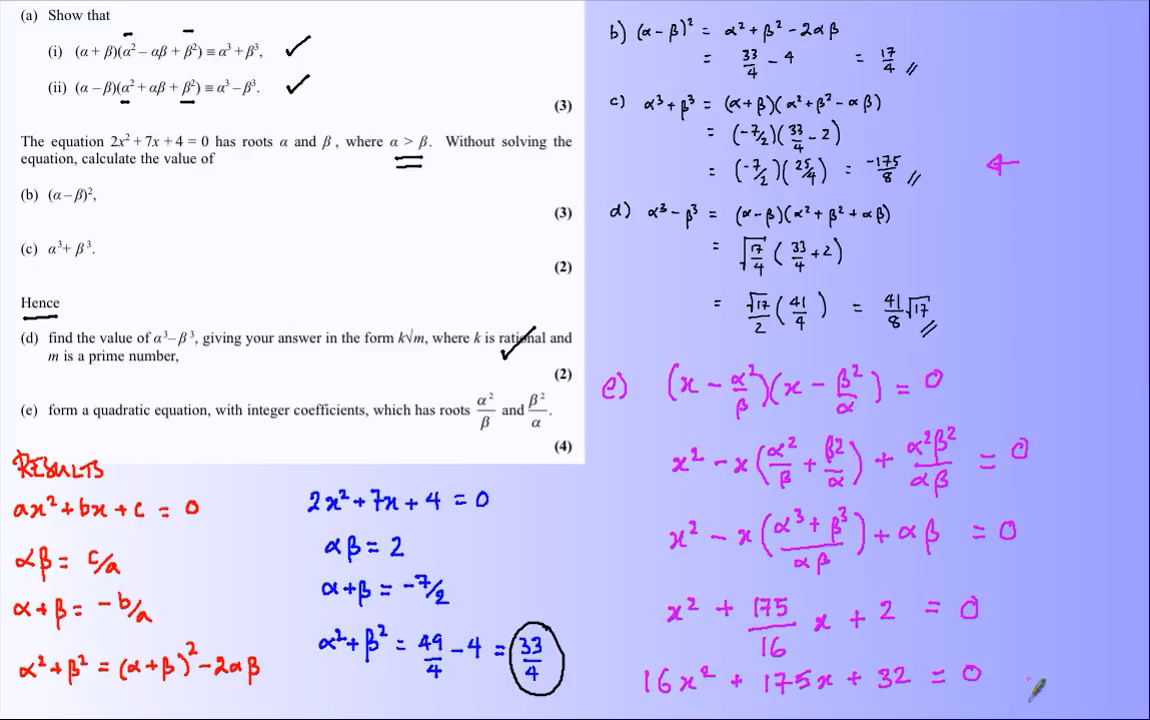 (a) Show that
(i) (α + β)(α² – αβ + β²) ≡ α³ + β³, ✓
(ii) (α – β)(α² + αβ + β²) ≡ α³ – β³. ✓
(3)
The equation 2x² + 7x + 4 = 0 has roots α and β, where α > β. Without solving the
equation, calculate the value of
(b) (α – β)²,
(3)
(c) α³ + β³.
(2)
Hence
(d) find the value of α³ – β³, giving your answer in the form k√m, where k is rational and
m is a prime number,
(2)
(e) form a quadratic equation, with integer coefficients, which has roots α²/β and β²/α.
(4)
RESULTS
ax² + bx + c = 0
αβ = c/a
α + β = -b/a
α² + β² = (α + β)² - 2αβ
2x² + 7x + 4 = 0
αβ = 2
α + β = -7/2
α² + β² = 49/4 - 4 = 33/4
b) (α - β)² = α² + β² - 2αβ
= 33/4 - 4 = 17/4 //
c) α³ + β³ = (α + β)(α² + β² - αβ)
= (-7/2)(33/4 - 2)
= (-7/2)(25/4) = -175/8 // ←
d) α³ - β³ = (α - β)(α² + β² + αβ)
= √17/4 (33/4 + 2)
= √17/2 (41/4) = 41/8 √17 //
e) (x - α²/β)(x - β²/α) = 0
x² - x(α²/β + β²/α) + α²β²/αβ = 0
x² - x((α³ + β³)/αβ) + αβ = 0
x² + 175/16 x + 2 = 0
16x² + 175x + 32 = 0